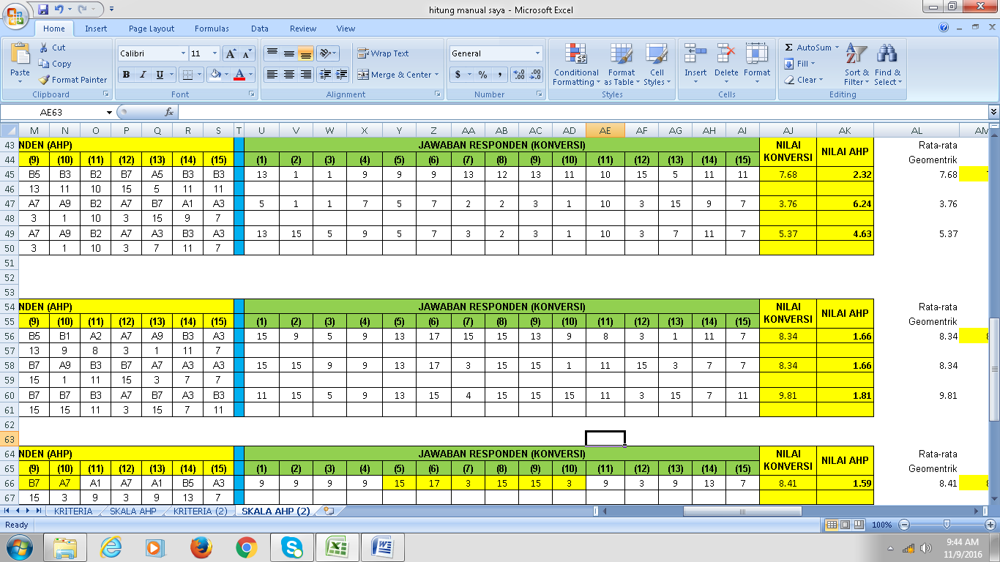 hitung manual saya - Microsoft Excel
Home Insert Page Layout Formulas Data Review View
Paste Cut Copy Format Painter Clipboard
Calibri 11 A A B I U A Font
Wrap Text Merge & Center Alignment
General $ % , Number
Conditional Formatting Format as Table Cell Styles Styles
Insert Delete Format Cells
Σ AutoSum Fill Clear Sort & Filter Find & Select Editing
AE63 fx
M N O P Q R S T U V W X Y Z AA AB AC AD AE AF AG AH AI AJ AK AL AM
43 NDEN (AHP) JAWABAN RESPONDEN (KONVERSI) NILAI KONVERSI NILAI AHP Rata-rata
44 (9) (10) (11) (12) (13) (14) (15) (1) (2) (3) (4) (5) (6) (7) (8) (9) (10) (11) (12) (13) (14) (15) Geomentrik
45 B5 B3 B2 B7 A5 B3 B3 13 1 1 9 9 9 13 12 13 11 10 15 5 11 11 7.68 2.32 7.68
46 13 11 10 15 5 11 11
47 A7 A9 B2 A7 B7 A1 A3 5 1 1 7 5 7 2 2 3 1 10 3 15 9 7 3.76 6.24 3.76
48 3 1 10 3 15 9 7
49 A7 A9 B2 A7 A3 B3 A3 13 15 5 9 5 7 3 2 3 1 10 3 7 11 7 5.37 4.63 5.37
50 3 1 10 3 7 11 7
51
52
53
54 NDEN (AHP) JAWABAN RESPONDEN (KONVERSI) NILAI KONVERSI NILAI AHP Rata-rata
55 (9) (10) (11) (12) (13) (14) (15) (1) (2) (3) (4) (5) (6) (7) (8) (9) (10) (11) (12) (13) (14) (15) Geomentrik
56 B5 B1 A2 A7 A9 B3 A3 15 9 5 9 13 17 15 15 13 9 8 3 1 11 7 8.34 1.66 8.34
57 13 9 8 3 1 11 7
58 B7 A9 B3 B7 A7 A3 A3 15 15 9 9 13 17 3 15 15 1 11 15 3 7 7 8.34 1.66 8.34
59 15 1 11 15 3 7 7
60 B7 B7 B3 A7 B7 A3 B3 11 15 5 9 13 15 4 15 15 15 11 3 15 7 11 9.81 1.81 9.81
61 15 15 11 3 15 7 11
62
63
64 NDEN (AHP) JAWABAN RESPONDEN (KONVERSI) NILAI KONVERSI NILAI AHP Rata-rata
65 (9) (10) (11) (12) (13) (14) (15) (1) (2) (3) (4) (5) (6) (7) (8) (9) (10) (11) (12) (13) (14) (15) Geomentrik
66 B7 A7 A1 A7 A1 B5 A3 9 9 9 9 15 17 3 15 15 3 9 3 9 13 7 8.41 1.59 8.41
67 15 3 9 3 9 13 7
KRITERIA SKALA AHP KRITERIA (2) SKALA AHP (2)
Ready 100%
9:44 AM
11/9/2016